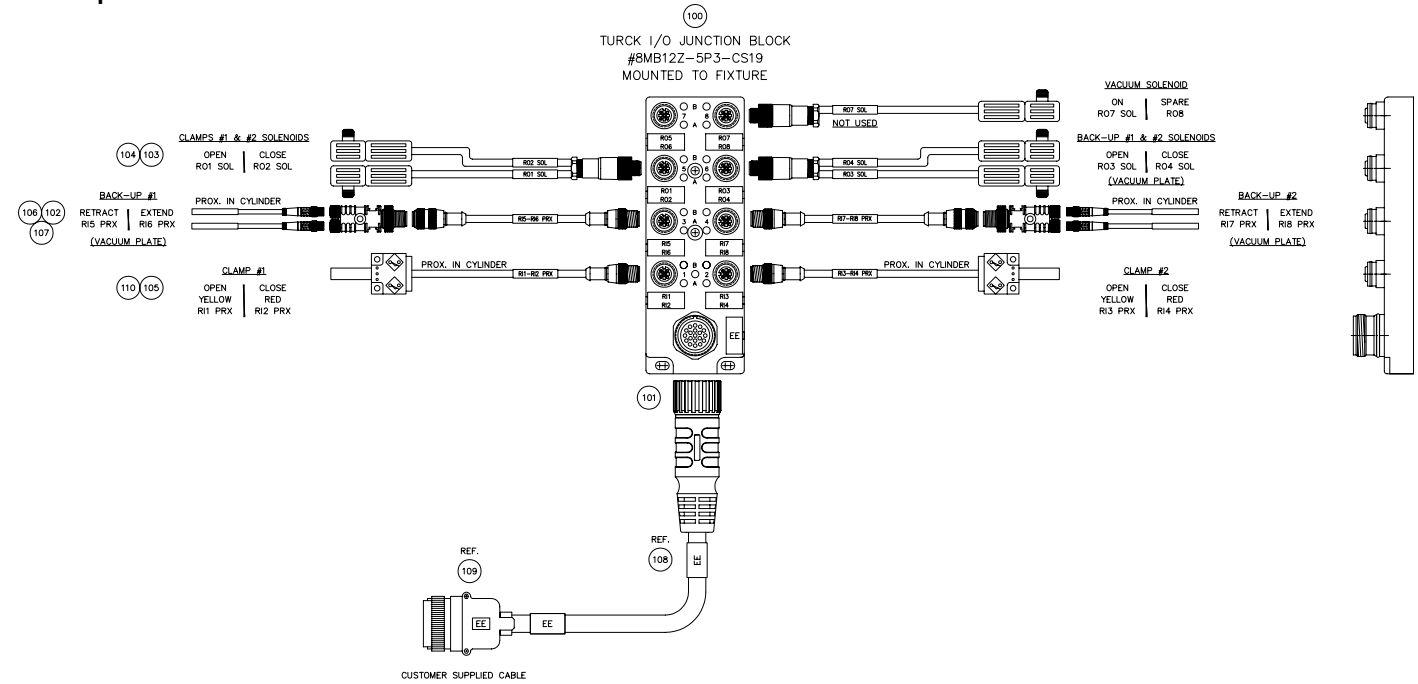 100
TURCK I/O JUNCTION BLOCK
#8MB12Z-5P3-CS19
MOUNTED TO FIXTURE
VACUUM SOLENOID
ON SPARE
RO7 SOL RO8
RO7 SOL
NOT USED
CLAMPS #1 & #2 SOLENOIDS
104 103
OPEN CLOSE
RO1 SOL RO2 SOL
RO2 SOL
RO1 SOL
B
7 8
A
RO5 RO7
RO6 RO8
B
5 6
A
RO1 RO3
RO2 RO4
B
3 A 4
RI5 RI7
RI6 RI8
B
1 2
A
RI1 RI3
RI2 RI4
EE
RO4 SOL
RO3 SOL
BACK-UP #1 & #2 SOLENOIDS
OPEN CLOSE
RO3 SOL RO4 SOL
(VACUUM PLATE)
BACK-UP #1
106 102
107
RETRACT EXTEND
RI5 PRX RI6 PRX
(VACUUM PLATE)
PROX. IN CYLINDER
RI5-RI6 PRX
RI7-RI8 PRX
PROX. IN CYLINDER
BACK-UP #2
RETRACT EXTEND
RI7 PRX RI8 PRX
(VACUUM PLATE)
CLAMP #1
110 105
OPEN CLOSE
YELLOW RED
RI1 PRX RI2 PRX
PROX. IN CYLINDER
RI1-RI2 PRX
RI3-RI4 PRX
PROX. IN CYLINDER
CLAMP #2
OPEN CLOSE
YELLOW RED
RI3 PRX RI4 PRX
101
REF.
108
EE
REF.
109
EE
EE
CUSTOMER SUPPLIED CABLE